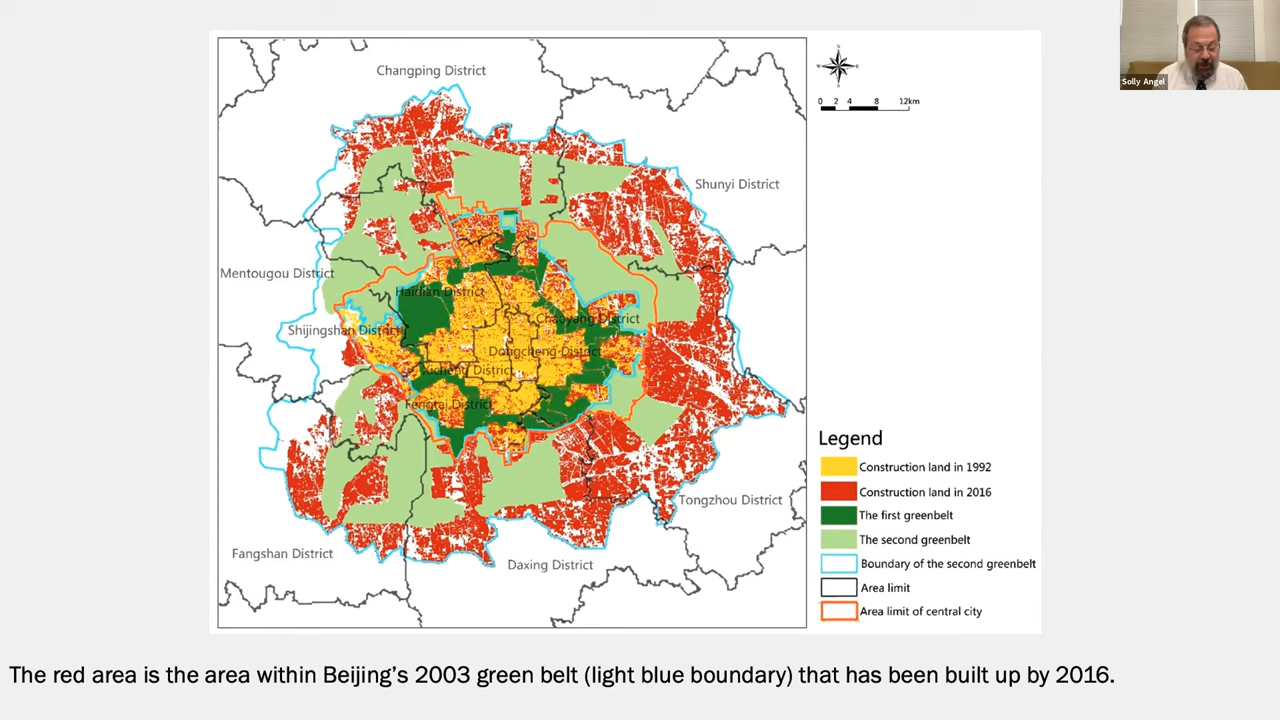 Changping District
Solly Angel
0 2 4 8 12km
Shunyi District
Mentougou District
Haidian District
Chaoyang District
Shijingshan District
Dongcheng District
Xicheng District
Fengtai District
Legend
Construction land in 1992
Construction land in 2016
Tongzhou District
The first greenbelt
The second greenbelt
Fangshan District
Daxing District
Boundary of the second greenbelt
Area limit
Area limit of central city
The red area is the area within Beijing's 2003 green belt (light blue boundary) that has been built up by 2016.